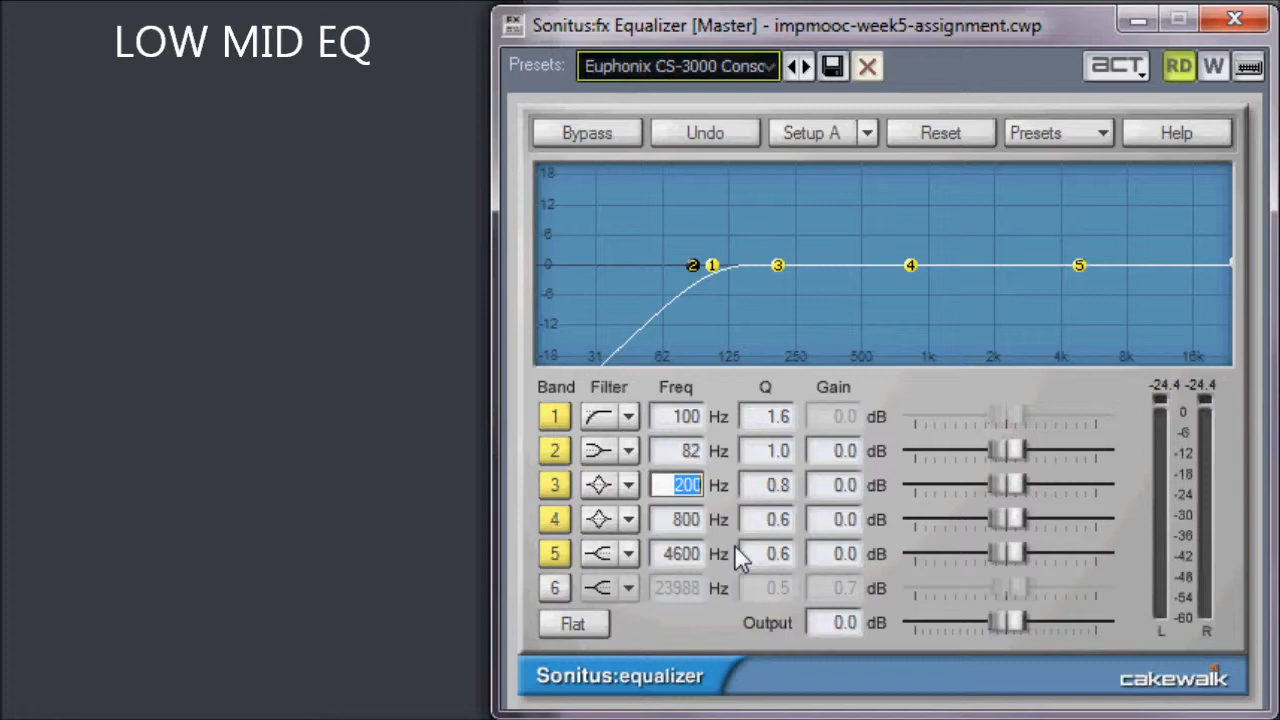 LOW MID EQ
Sonitus:fx Equalizer [Master] - impmooc-week5-assignment.cwp
Presets: Euphonix CS-3000 Consc ACT RD W
Bypass Undo Setup A Reset Presets Help
18
12
6
0
-6
-12
-18 31 62 125 250 500 1k 2k 4k 8k 16k
2 1 3 4 5
Band Filter Freq Q Gain -24.4 -24.4
1 100 Hz 1.6 0.0 dB
2 82 Hz 1.0 0.0 dB
3 200 Hz 0.8 0.0 dB
4 800 Hz 0.6 0.0 dB
5 4600 Hz 0.6 0.0 dB
6 23988 Hz 0.5 0.7 dB
Flat Output 0.0 dB
0
-6
-12
-18
-24
-30
-36
-42
-48
-54
-60
L R
Sonitus:equalizer cakewalk